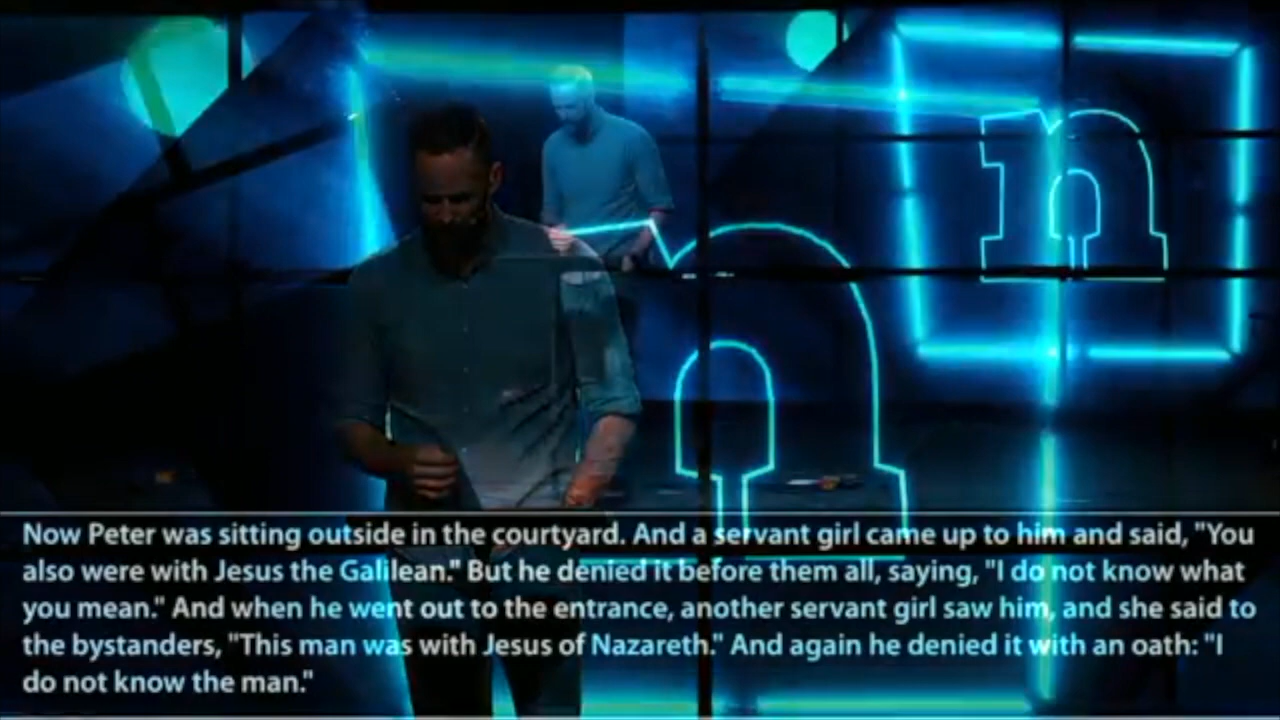 n
n
Now Peter was sitting outside in the courtyard. And a servant girl came up to him and said, "You
also were with Jesus the Galilean." But he denied it before them all, saying, "I do not know what
you mean." And when he went out to the entrance, another servant girl saw him, and she said to
the bystanders, "This man was with Jesus of Nazareth." And again he denied it with an oath: "I
do not know the man."